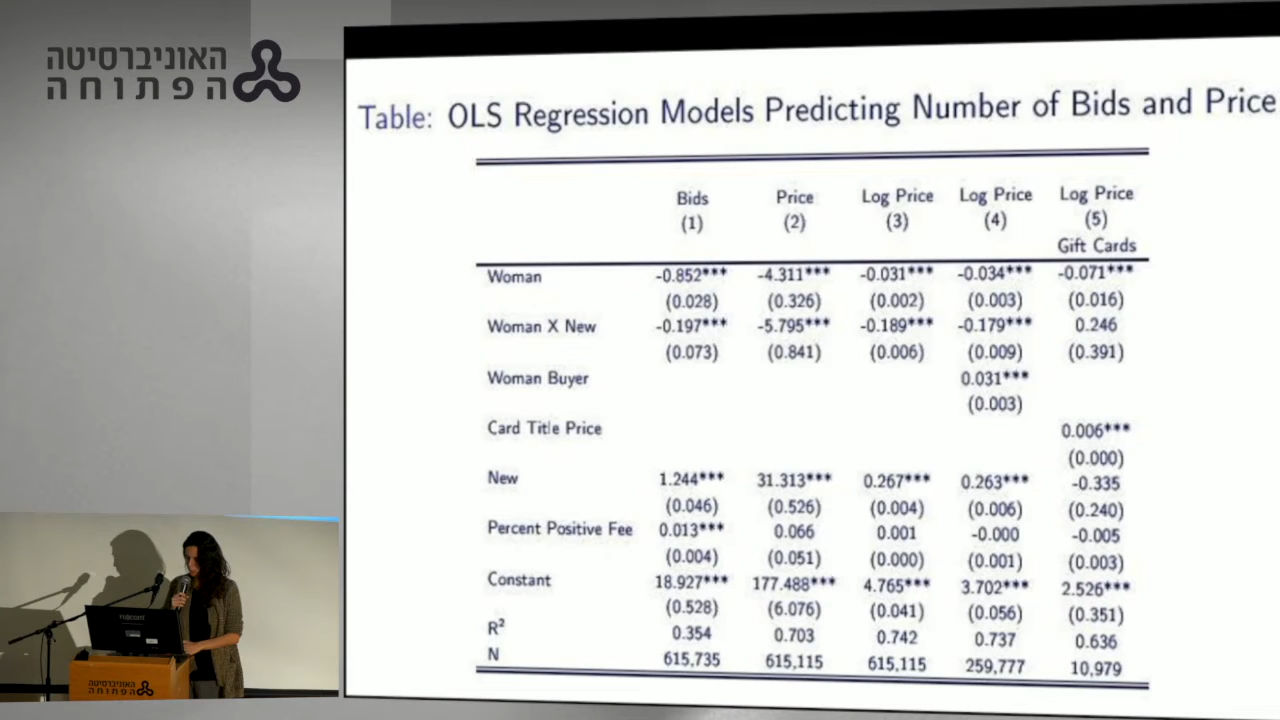 האוניברסיטה
הפתוחה
Table: OLS Regression Models Predicting Number of Bids and Price
Bids Price Log Price Log Price Log Price
(1) (2) (3) (4) (5)
Gift Cards
Woman -0.852*** -4.311*** -0.031*** -0.034*** -0.071***
(0.028) (0.326) (0.002) (0.003) (0.016)
Woman X New -0.197*** -5.795*** -0.189*** -0.179*** 0.246
(0.073) (0.841) (0.006) (0.009) (0.391)
Woman Buyer 0.031***
(0.003)
Card Title Price 0.006***
(0.000)
New 1.244*** 31.313*** 0.267*** 0.263*** -0.335
(0.046) (0.526) (0.004) (0.006) (0.240)
Percent Positive Fee 0.013*** 0.066 0.001 -0.000 -0.005
(0.004) (0.051) (0.000) (0.001) (0.003)
Constant 18.927*** 177.488*** 4.765*** 3.702*** 2.526***
(0.528) (6.076) (0.041) (0.056) (0.351)
R² 0.354 0.703 0.742 0.737 0.636
N 615,735 615,115 615,115 259,777 10,979
האוניברסיטה
הפתוחה